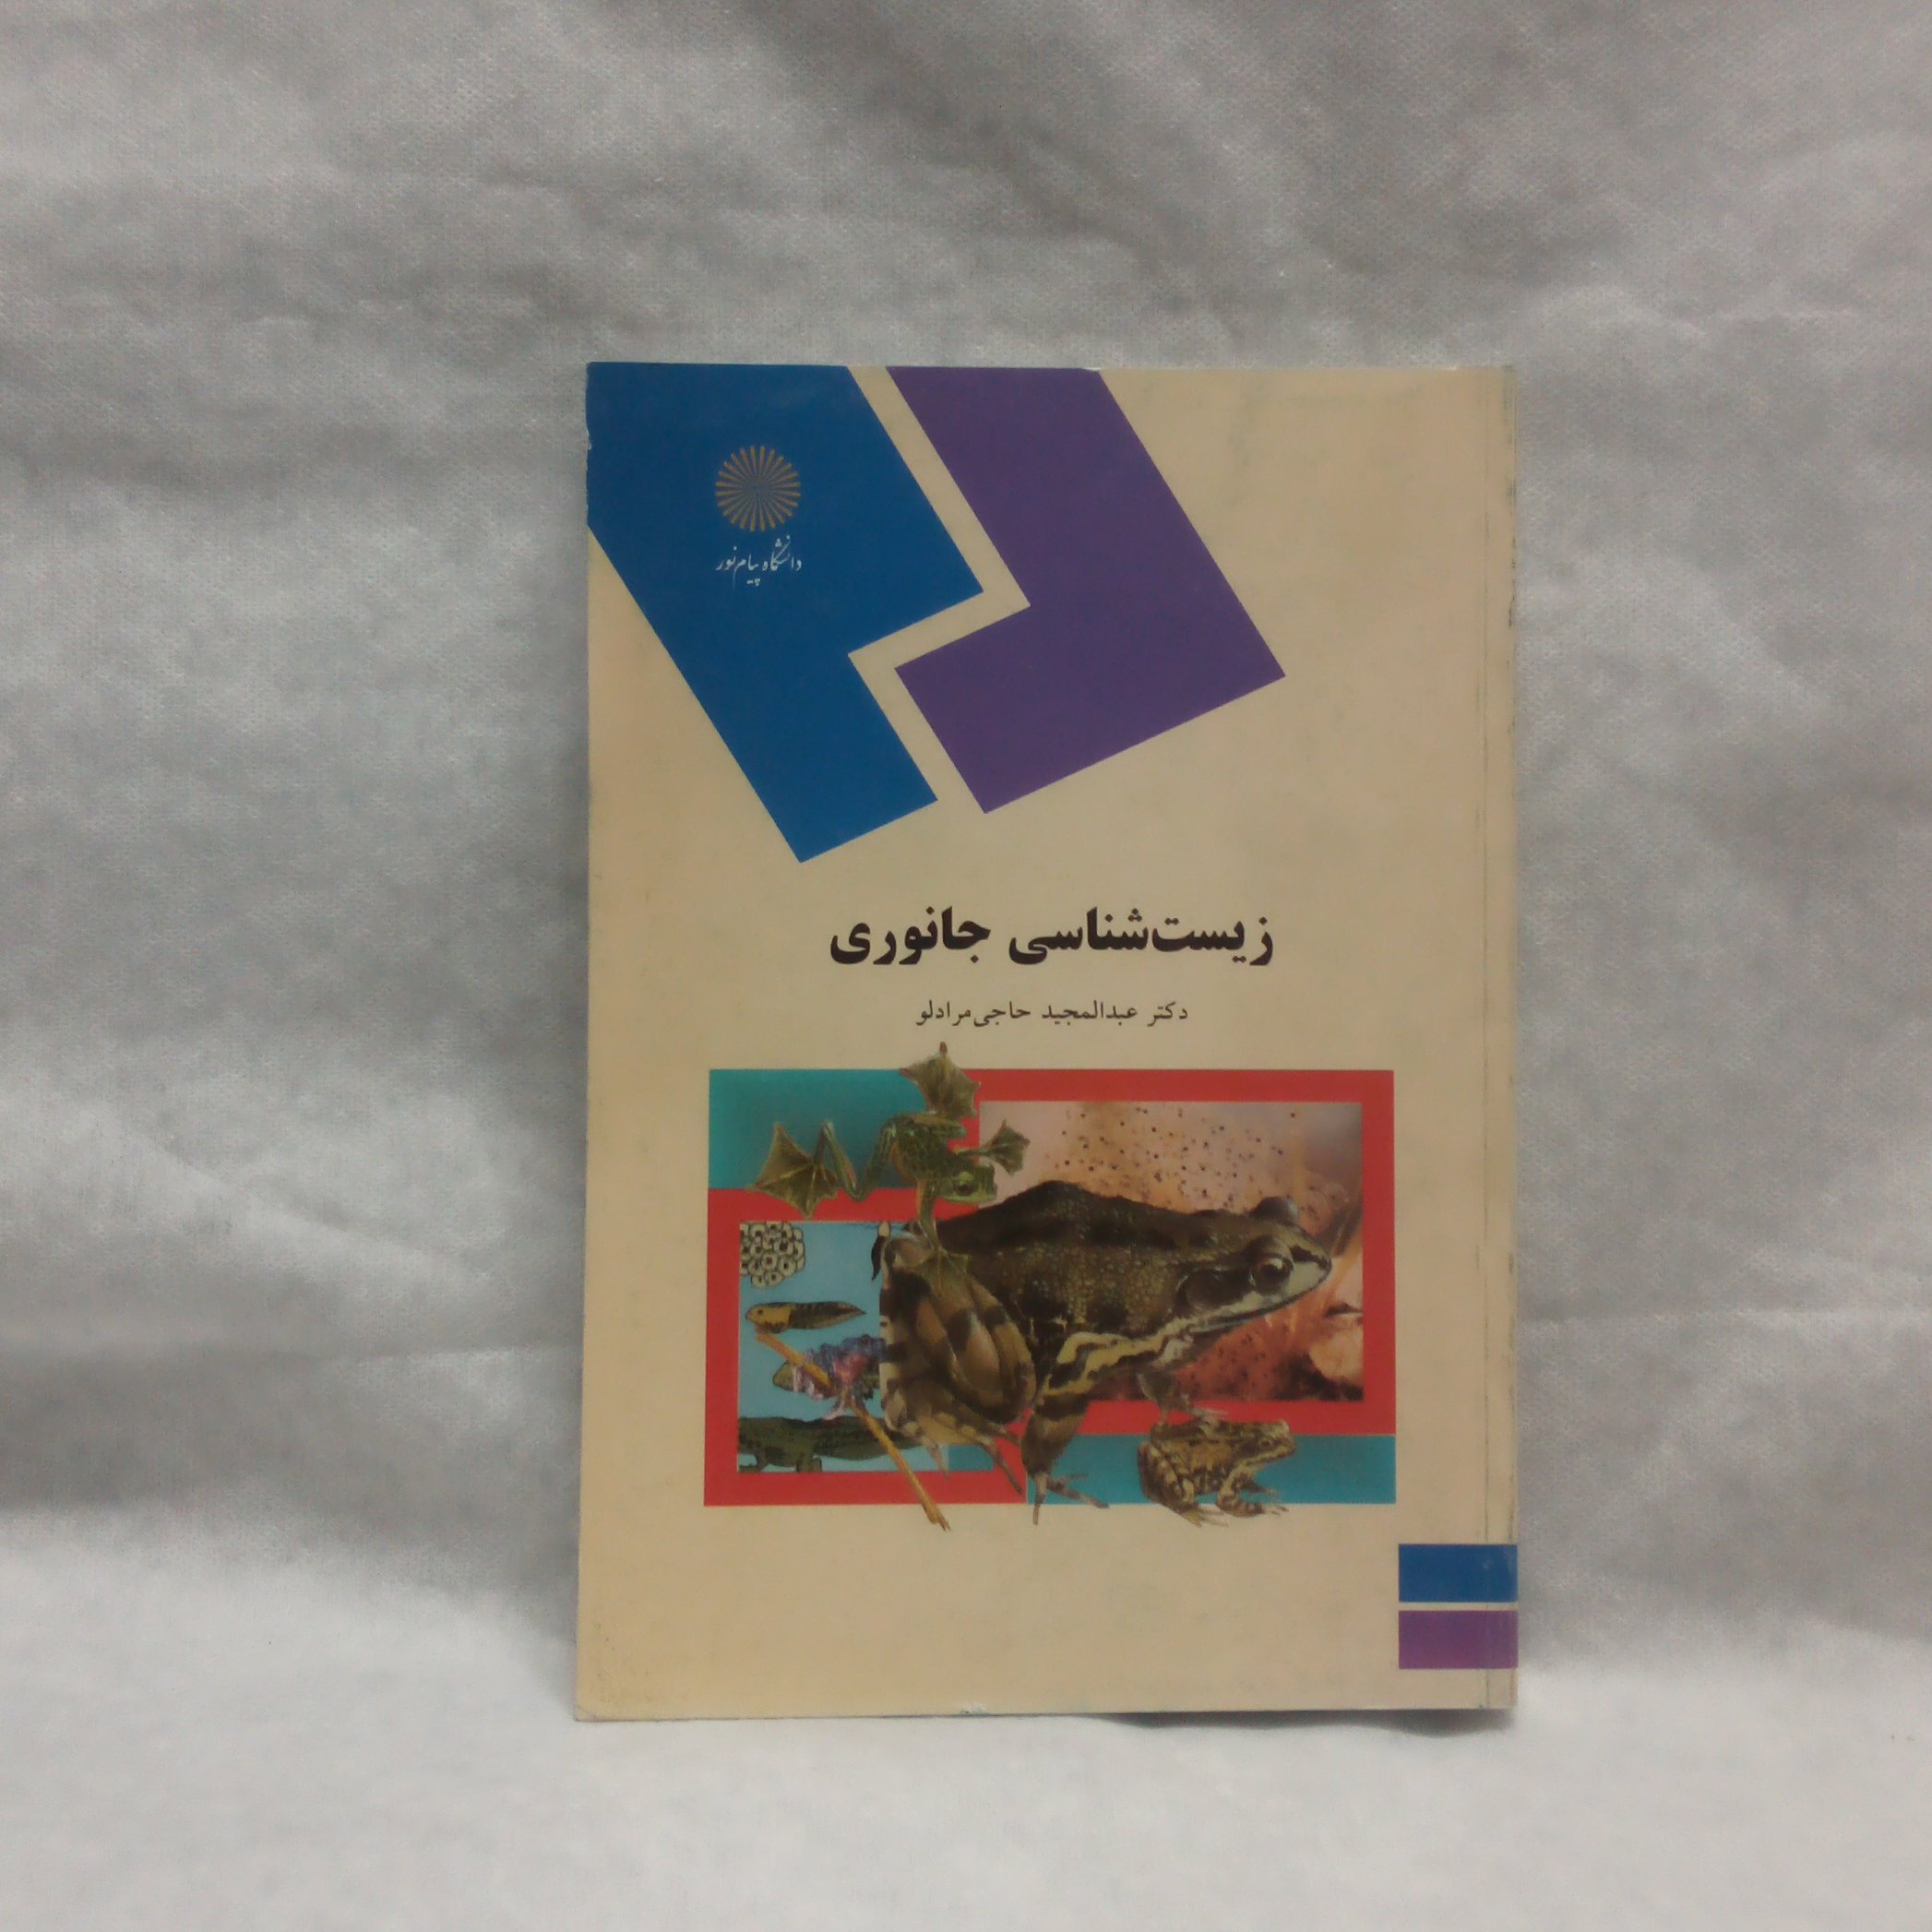 دانشگاه پیام نور
زیست‌شناسی جانوری
دکتر عبدالمجید حاجی‌مرادلو